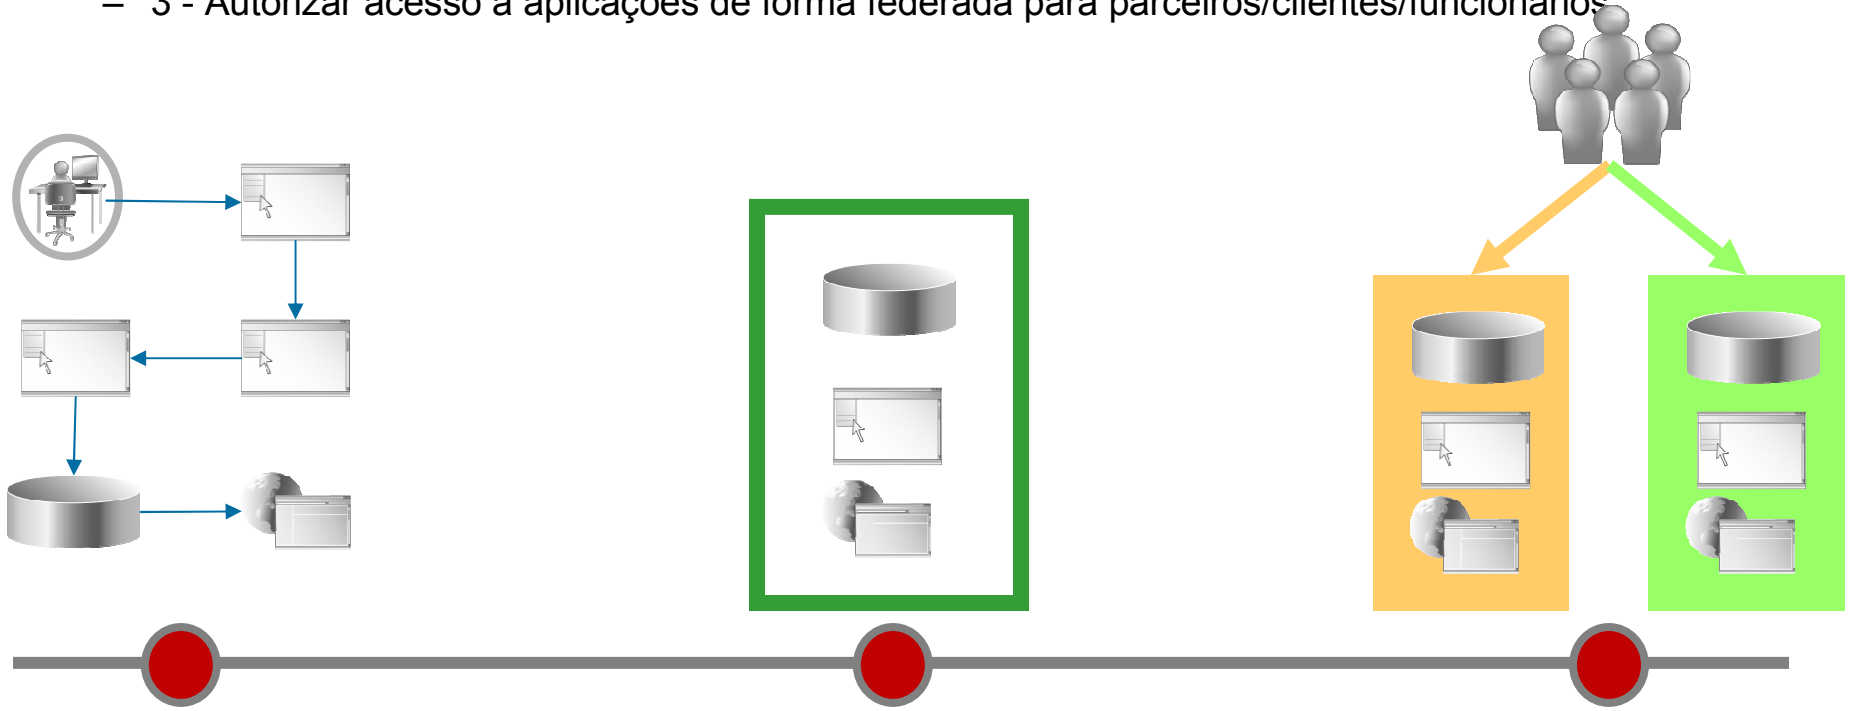 – 3 - Autorizar acesso a aplicações de forma federada para parceiros/clientes/funcionários